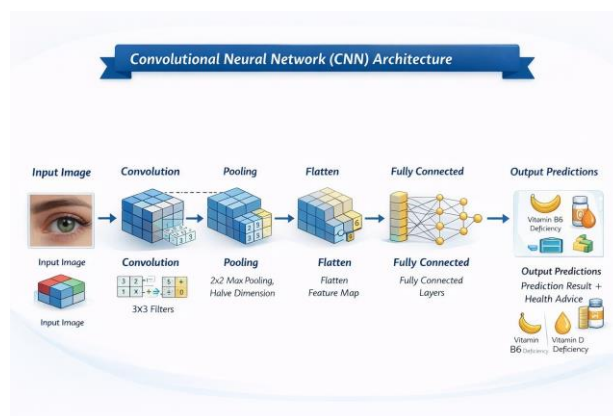 Convolutional Neural Network (CNN) Architecture
Input Image
Convolution
Pooling
Flatten
Fully Connected
Output Predictions
Vitamin B6
Deficiency
Input Image
Convolution
Pooling
Flatten
Fully Connected
Output Predictions
3X3 Filters
2x2 Max Pooling,
Halve Dimension
Flatten
Feature Map
Fully Connected
Layers
Prediction Result +
Health Advice
Input Image
Vitamin
B6 Deficiency
Vitamin D
Deficiency